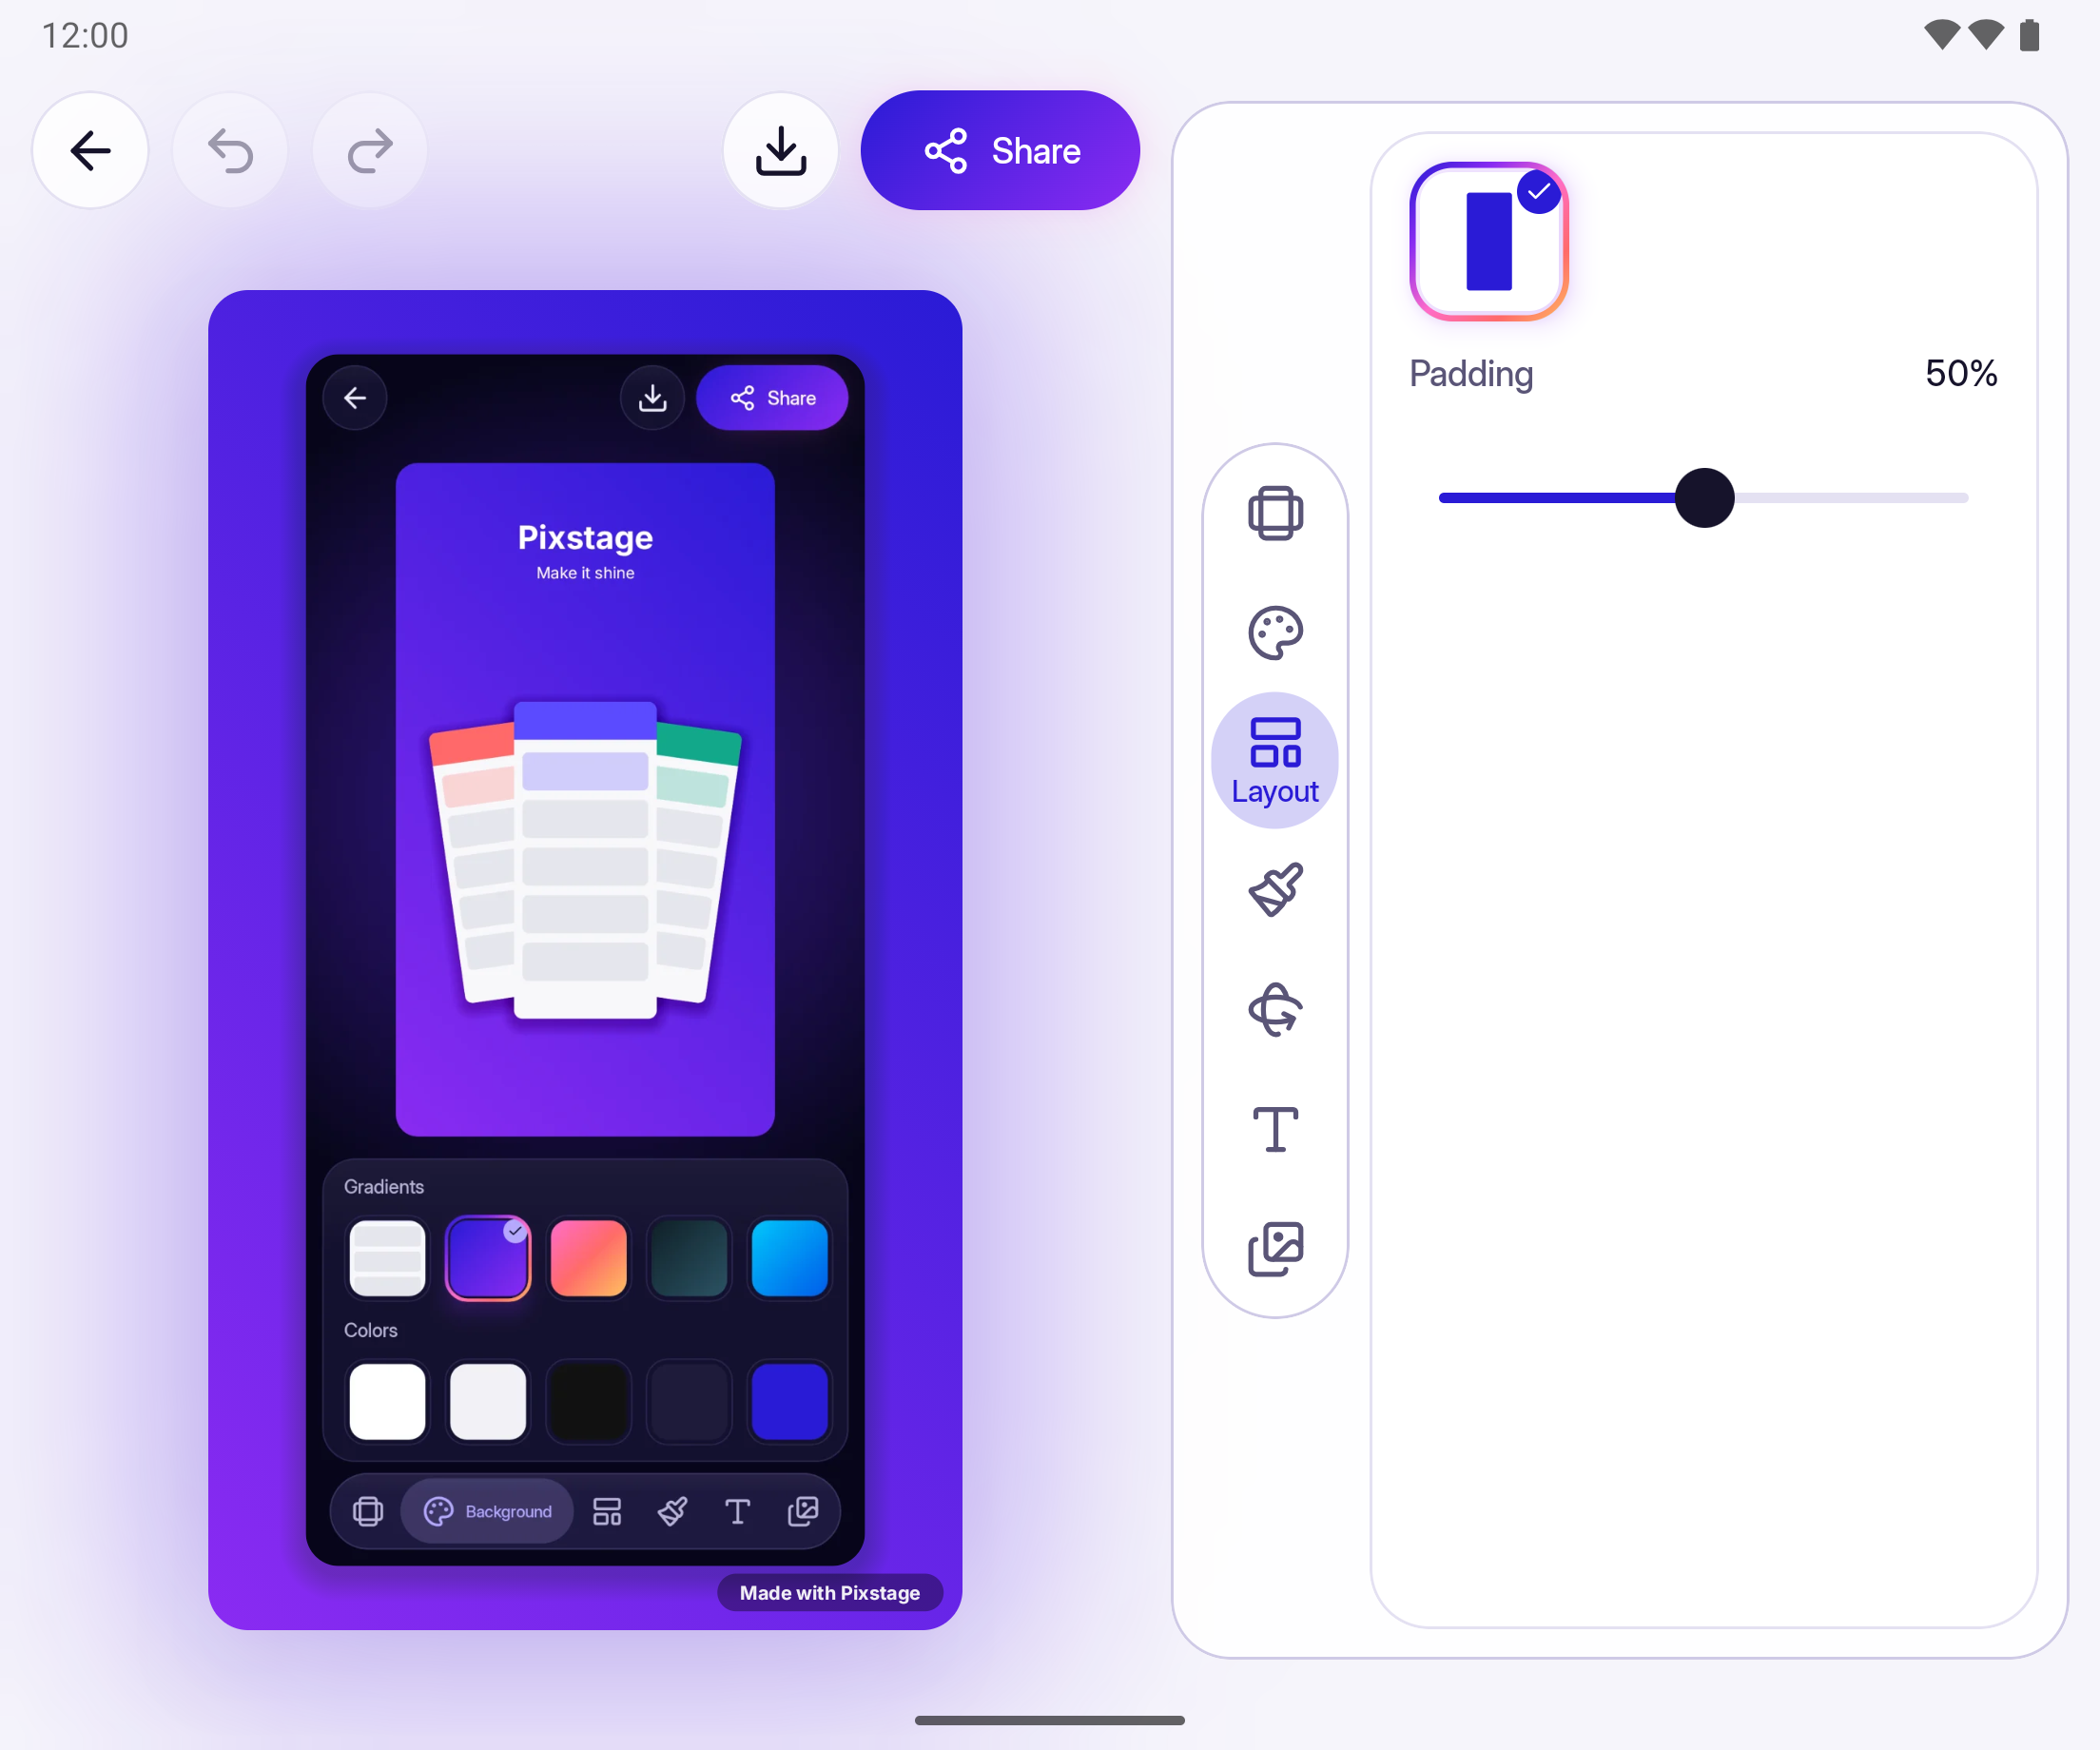 12:00
Share
Share
Pixstage
Make it shine
Gradients
Colors
Background
Made with Pixstage
Padding
50%
Layout